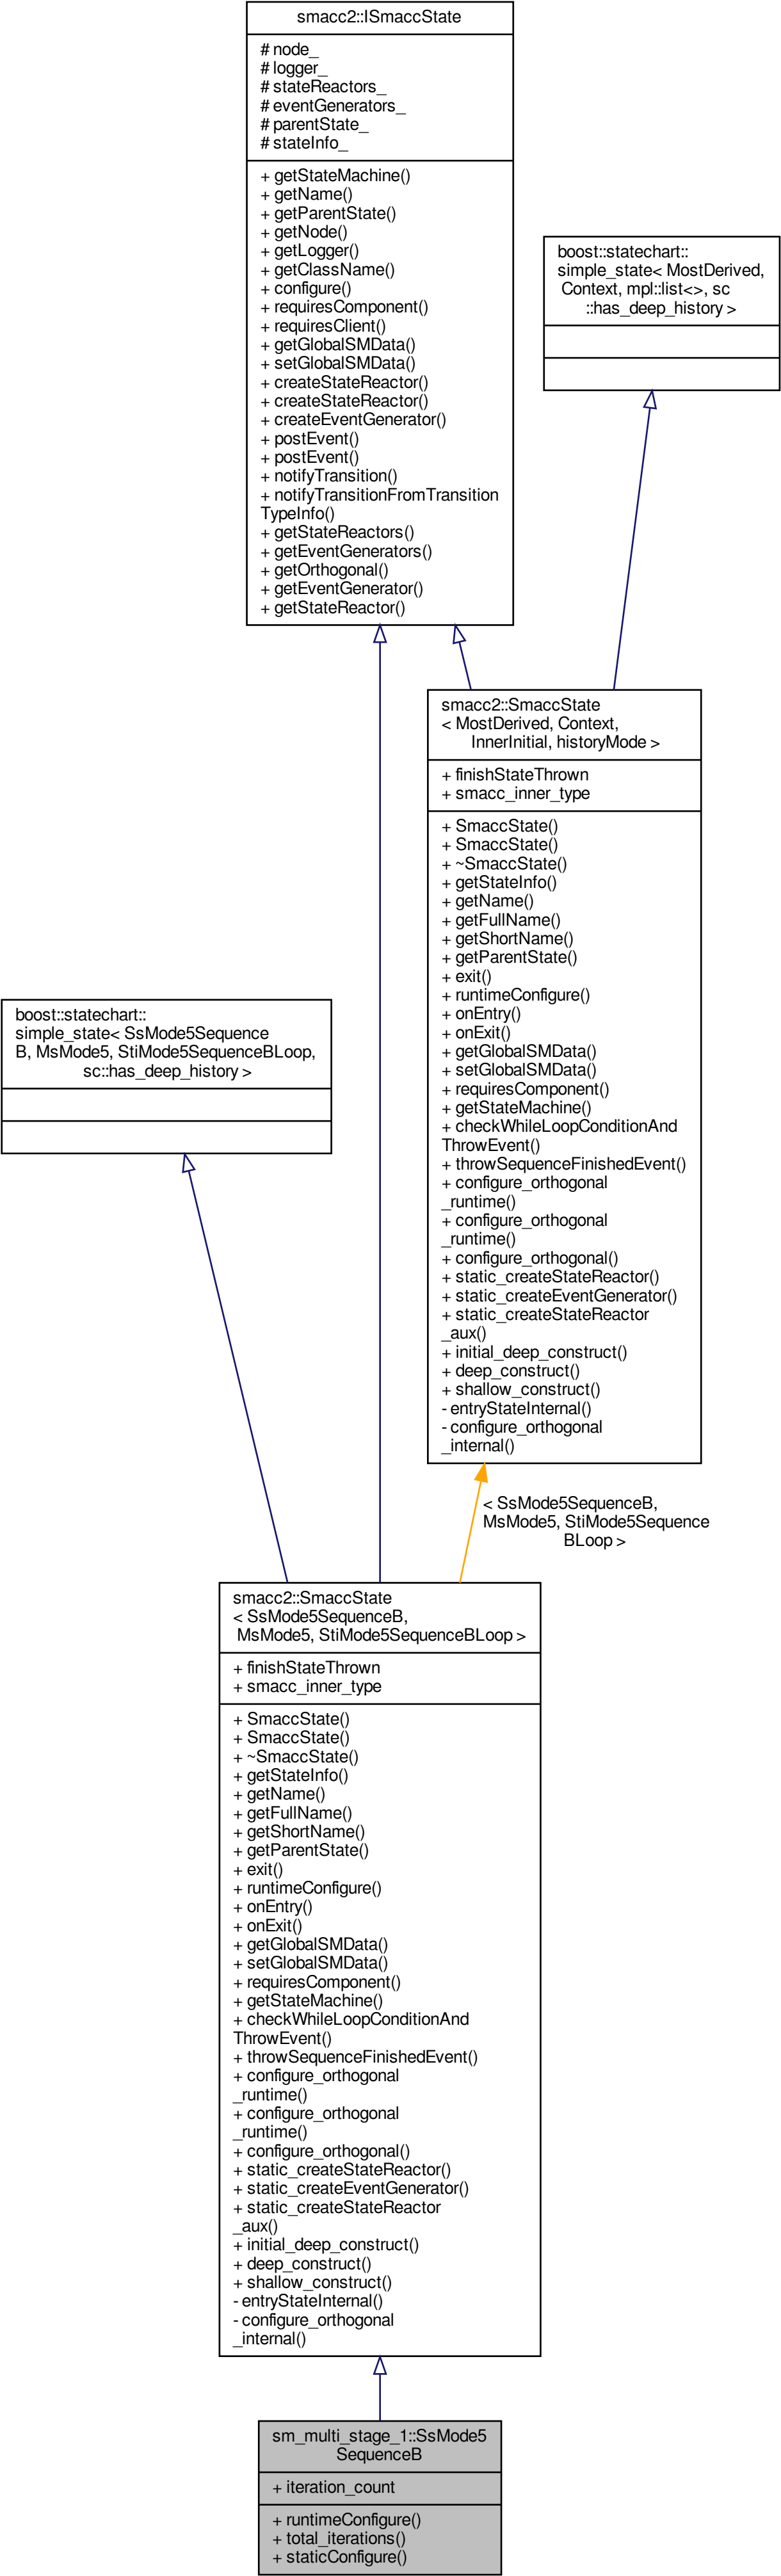 smacc2::ISmaccState
# node_
# logger_
# stateReactors_
# eventGenerators_
# parentState_
# stateInfo_
+ getStateMachine()
+ getName()
+ getParentState()
+ getNode()
+ getLogger()
+ getClassName()
+ configure()
+ requiresComponent()
+ requiresClient()
+ getGlobalSMData()
+ setGlobalSMData()
+ createStateReactor()
+ createStateReactor()
+ createEventGenerator()
+ postEvent()
+ postEvent()
+ notifyTransition()
+ notifyTransitionFromTransition
TypeInfo()
+ getStateReactors()
+ getEventGenerators()
+ getOrthogonal()
+ getEventGenerator()
+ getStateReactor()
boost::statechart::
simple_state< MostDerived,
Context, mpl::list<>, sc
::has_deep_history >
smacc2::SmaccState
< MostDerived, Context,
InnerInitial, historyMode >
+ finishStateThrown
+ smacc_inner_type
+ SmaccState()
+ SmaccState()
+ ~SmaccState()
+ getStateInfo()
+ getName()
+ getFullName()
+ getShortName()
+ getParentState()
+ exit()
+ runtimeConfigure()
+ onEntry()
+ onExit()
+ getGlobalSMData()
+ setGlobalSMData()
+ requiresComponent()
+ getStateMachine()
+ checkWhileLoopConditionAnd
ThrowEvent()
+ throwSequenceFinishedEvent()
+ configure_orthogonal
_runtime()
+ configure_orthogonal
_runtime()
+ configure_orthogonal()
+ static_createStateReactor()
+ static_createEventGenerator()
+ static_createStateReactor
_aux()
+ initial_deep_construct()
+ deep_construct()
+ shallow_construct()
- entryStateInternal()
- configure_orthogonal
_internal()
boost::statechart::
simple_state< SsMode5Sequence
B, MsMode5, StiMode5SequenceBLoop,
sc::has_deep_history >
< SsMode5SequenceB,
MsMode5, StiMode5Sequence
BLoop >
smacc2::SmaccState
< SsMode5SequenceB,
MsMode5, StiMode5SequenceBLoop >
+ finishStateThrown
+ smacc_inner_type
+ SmaccState()
+ SmaccState()
+ ~SmaccState()
+ getStateInfo()
+ getName()
+ getFullName()
+ getShortName()
+ getParentState()
+ exit()
+ runtimeConfigure()
+ onEntry()
+ onExit()
+ getGlobalSMData()
+ setGlobalSMData()
+ requiresComponent()
+ getStateMachine()
+ checkWhileLoopConditionAnd
ThrowEvent()
+ throwSequenceFinishedEvent()
+ configure_orthogonal
_runtime()
+ configure_orthogonal
_runtime()
+ configure_orthogonal()
+ static_createStateReactor()
+ static_createEventGenerator()
+ static_createStateReactor
_aux()
+ initial_deep_construct()
+ deep_construct()
+ shallow_construct()
- entryStateInternal()
- configure_orthogonal
_internal()
sm_multi_stage_1::SsMode5
SequenceB
+ iteration_count
+ runtimeConfigure()
+ total_iterations()
+ staticConfigure()